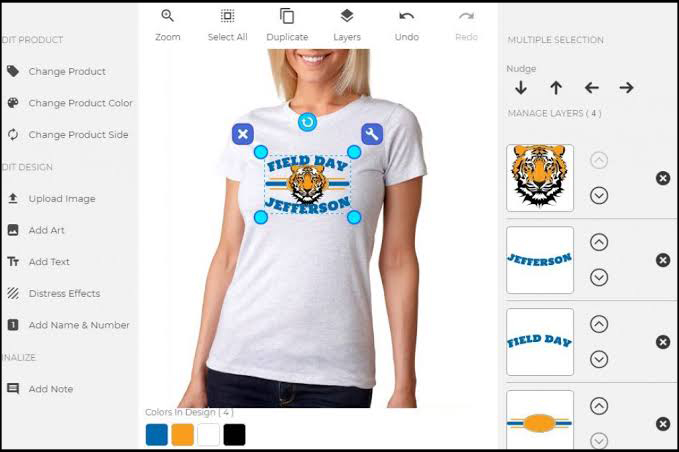 DIT PRODUCT
Change Product
Change Product Color
Change Product Side
DIT DESIGN
Upload Image
Add Art
Add Text
Distress Effects
1 Add Name & Number
INALIZE
Add Note
Zoom
Select All
Duplicate
Layers
Undo
Redo
FIELD DAY
JEFFERSON
Colors In Design ( 4 )
MULTIPLE SELECTION
Nudge
MANAGE LAYERS ( 4 )
JEFFERSON
FIELD DAY